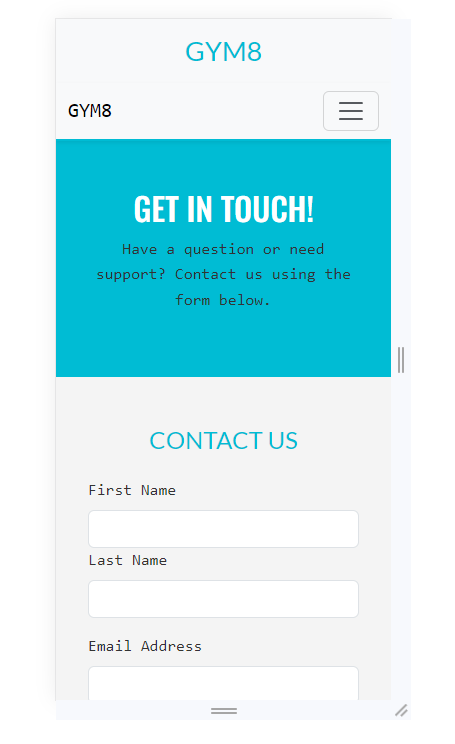 GYM8
GYM8
GET IN TOUCH!
Have a question or need
support? Contact us using the
form below.
CONTACT US
First Name
Last Name
Email Address